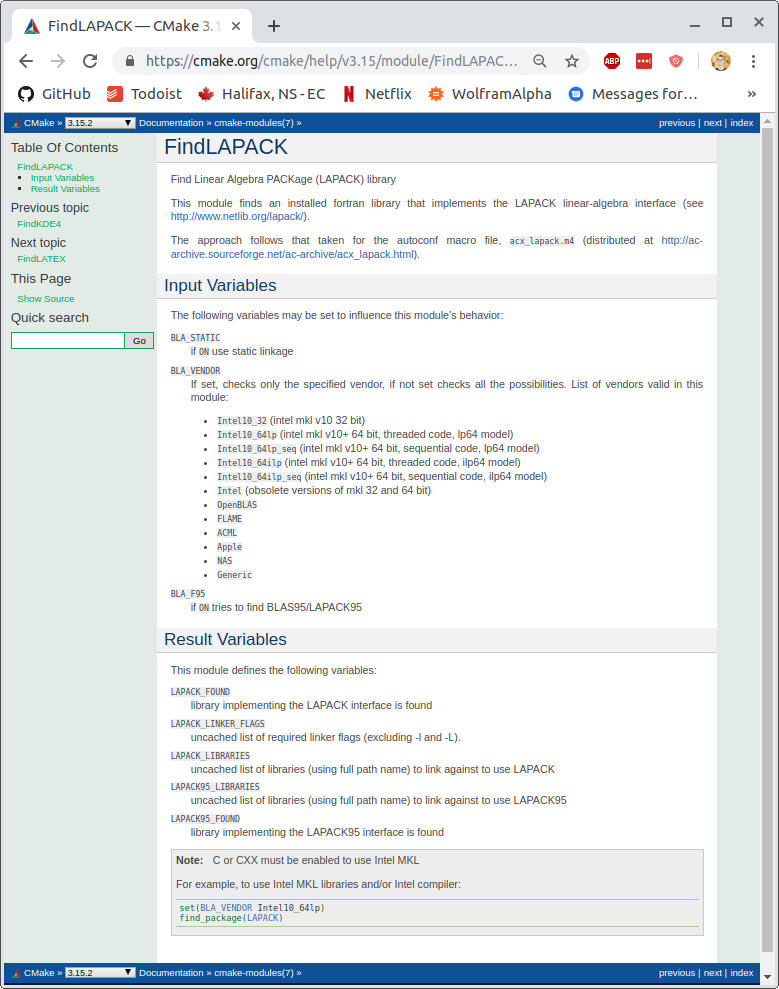 FindLAPACK — CMake 3.1
https://cmake.org/cmake/help/v3.15/module/FindLAPAC...
ABP
GitHub
Todoist
Halifax, NS - EC
Netflix
WolframAlpha
Messages for...
»
CMake » 3.15.2 Documentation » cmake-modules(7) »
previous | next | index
Table Of Contents
FindLAPACK
Input Variables
Result Variables
Previous topic
FindKDE4
Next topic
FindLATEX
This Page
Show Source
Quick search
Go
FindLAPACK
Find Linear Algebra PACKage (LAPACK) library
This module finds an installed fortran library that implements the LAPACK linear-algebra interface (see
http://www.netlib.org/lapack/).
The approach follows that taken for the autoconf macro file, acx_lapack.m4 (distributed at http://ac-
archive.sourceforge.net/ac-archive/acx_lapack.html).
Input Variables
The following variables may be set to influence this module's behavior:
BLA_STATIC
if ON use static linkage
BLA_VENDOR
If set, checks only the specified vendor, if not set checks all the possibilities. List of vendors valid in this
module:
• Intel10_32 (intel mkl v10 32 bit)
• Intel10_64lp (intel mkl v10+ 64 bit, threaded code, lp64 model)
• Intel10_64lp_seq (intel mkl v10+ 64 bit, sequential code, lp64 model)
• Intel10_64ilp (intel mkl v10+ 64 bit, threaded code, ilp64 model)
• Intel10_64ilp_seq (intel mkl v10+ 64 bit, sequential code, ilp64 model)
• Intel (obsolete versions of mkl 32 and 64 bit)
• OpenBLAS
• FLAME
• ACML
• Apple
• NAS
• Generic
BLA_F95
if ON tries to find BLAS95/LAPACK95
Result Variables
This module defines the following variables:
LAPACK_FOUND
library implementing the LAPACK interface is found
LAPACK_LINKER_FLAGS
uncached list of required linker flags (excluding -l and -L).
LAPACK_LIBRARIES
uncached list of libraries (using full path name) to link against to use LAPACK
LAPACK95_LIBRARIES
uncached list of libraries (using full path name) to link against to use LAPACK95
LAPACK95_FOUND
library implementing the LAPACK95 interface is found
Note: C or CXX must be enabled to use Intel MKL
For example, to use Intel MKL libraries and/or Intel compiler:
set(BLA_VENDOR Intel10_64lp)
find_package(LAPACK)
CMake » 3.15.2 Documentation » cmake-modules(7) »
previous | next | index